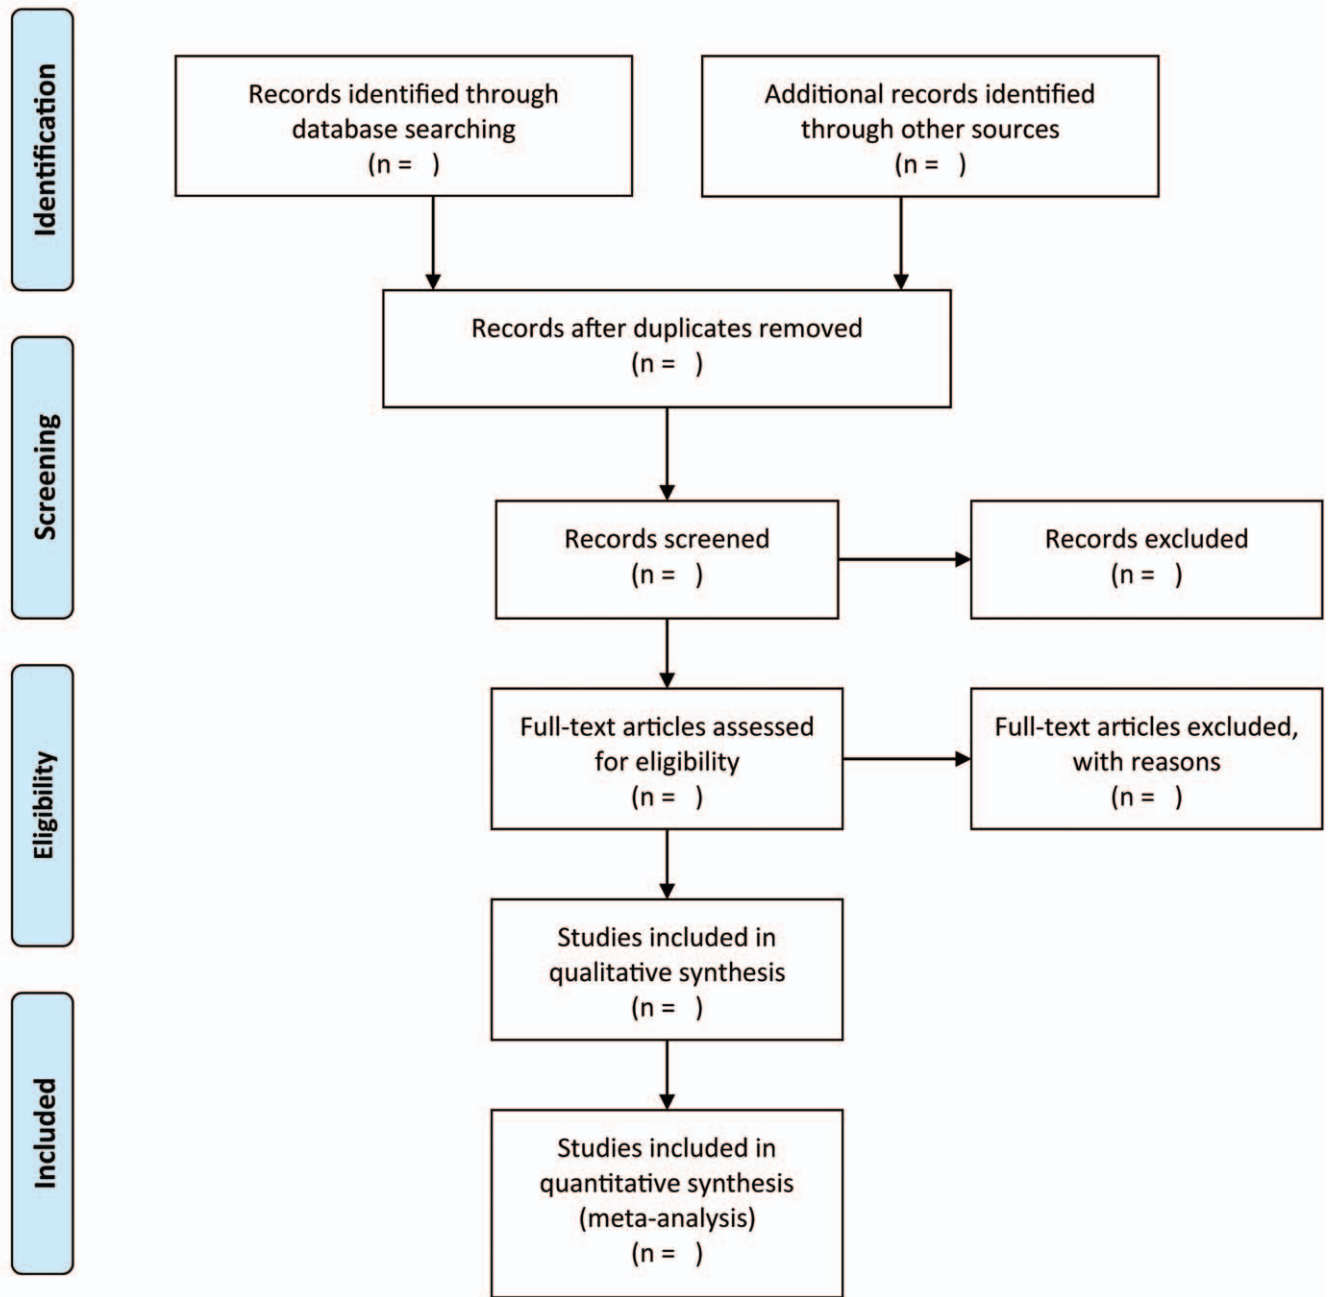 Identification
Records identified through
database searching
(n =   )
Additional records identified
through other sources
(n =   )
Records after duplicates removed
(n =   )
Screening
Records screened
(n =   )
Records excluded
(n =   )
Eligibility
Full-text articles assessed
for eligibility
(n =   )
Full-text articles excluded,
with reasons
(n =   )
Studies included in
qualitative synthesis
(n =   )
Included
Studies included in
quantitative synthesis
(meta-analysis)
(n =   )